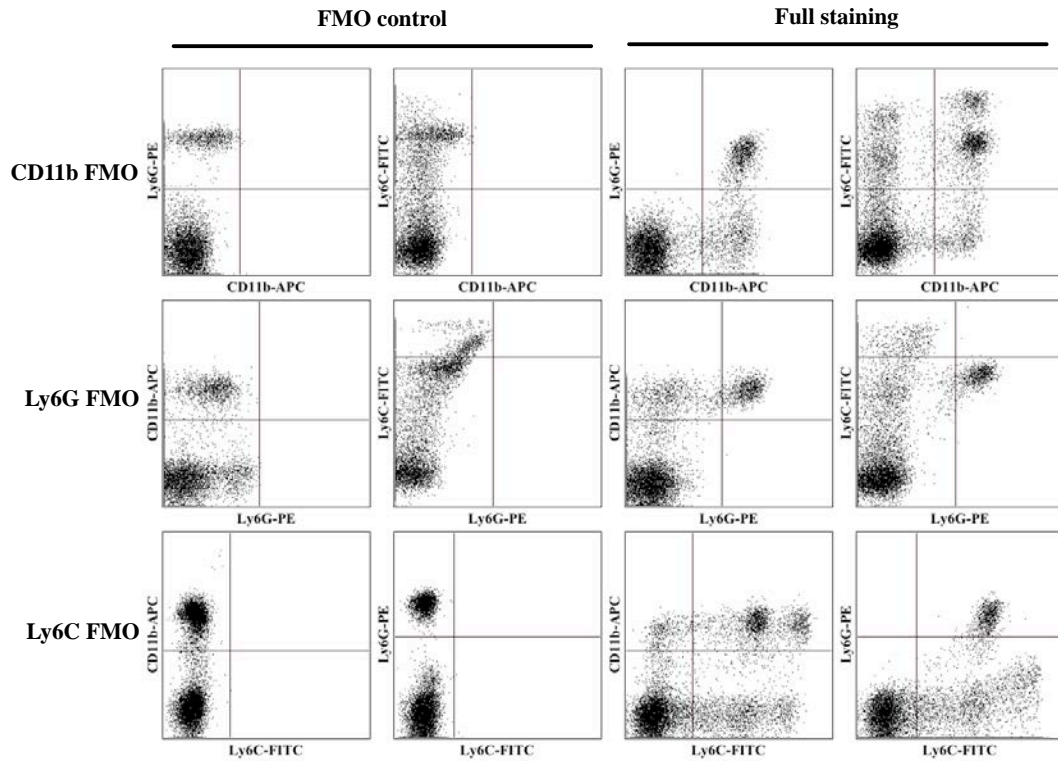 FMO control Full staining
CD11b FMO
Ly6G-PE Ly6C-FITC Ly6G-PE Ly6C-FITC
CD11b-APC CD11b-APC CD11b-APC CD11b-APC
Ly6G FMO
CD11b-APC Ly6C-FITC CD11b-APC Ly6C-FITC
Ly6G-PE Ly6G-PE Ly6G-PE Ly6G-PE
Ly6C FMO
CD11b-APC Ly6G-PE CD11b-APC Ly6G-PE
Ly6C-FITC Ly6C-FITC Ly6C-FITC Ly6C-FITC